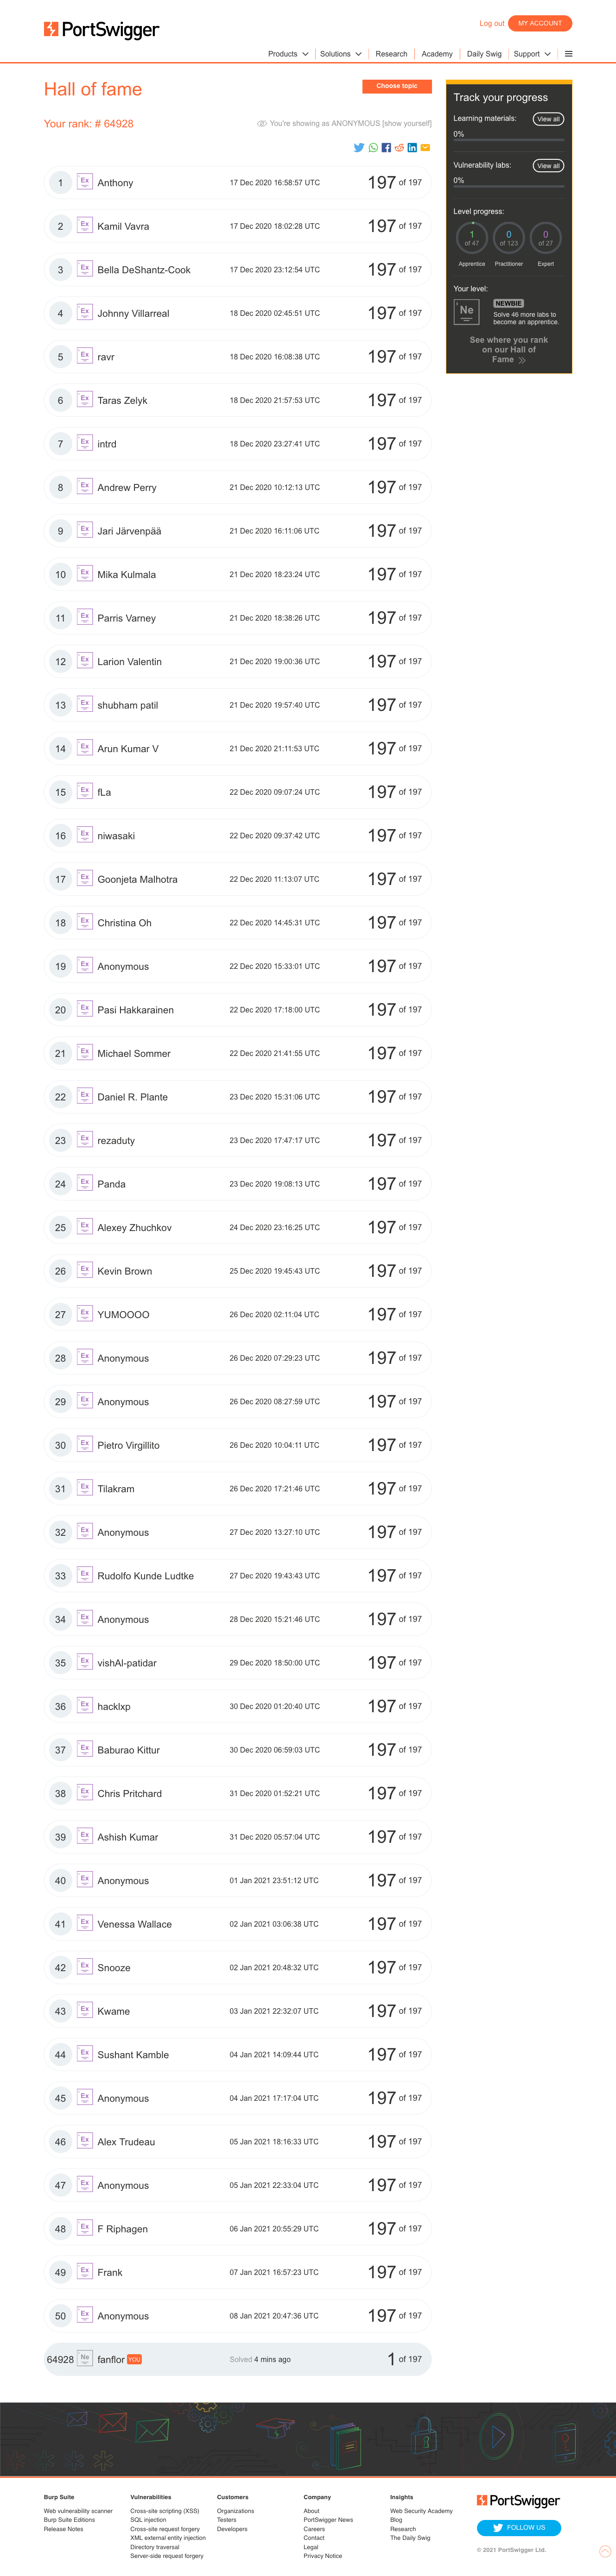 PortSwigger
Log out
MY ACCOUNT
Products
Solutions
Research
Academy
Daily Swig
Support
Hall of fame
Choose topic
Your rank: # 64928
You're showing as ANONYMOUS [show yourself]
1 Ex Anthony 17 Dec 2020 16:58:57 UTC 197 of 197
2 Ex Kamil Vavra 17 Dec 2020 18:02:28 UTC 197 of 197
3 Ex Bella DeShantz-Cook 17 Dec 2020 23:12:54 UTC 197 of 197
4 Ex Johnny Villarreal 18 Dec 2020 02:45:51 UTC 197 of 197
5 Ex ravr 18 Dec 2020 16:08:38 UTC 197 of 197
6 Ex Taras Zelyk 18 Dec 2020 21:57:53 UTC 197 of 197
7 Ex intrd 18 Dec 2020 23:27:41 UTC 197 of 197
8 Ex Andrew Perry 21 Dec 2020 10:12:13 UTC 197 of 197
9 Ex Jari Järvenpää 21 Dec 2020 16:11:06 UTC 197 of 197
10 Ex Mika Kulmala 21 Dec 2020 18:23:24 UTC 197 of 197
11 Ex Parris Varney 21 Dec 2020 18:38:26 UTC 197 of 197
12 Ex Larion Valentin 21 Dec 2020 19:00:36 UTC 197 of 197
13 Ex shubham patil 21 Dec 2020 19:57:40 UTC 197 of 197
14 Ex Arun Kumar V 21 Dec 2020 21:11:53 UTC 197 of 197
15 Ex fLa 22 Dec 2020 09:07:24 UTC 197 of 197
16 Ex niwasaki 22 Dec 2020 09:37:42 UTC 197 of 197
17 Ex Goonjeta Malhotra 22 Dec 2020 11:13:07 UTC 197 of 197
18 Ex Christina Oh 22 Dec 2020 14:45:31 UTC 197 of 197
19 Ex Anonymous 22 Dec 2020 15:33:01 UTC 197 of 197
20 Ex Pasi Hakkarainen 22 Dec 2020 17:18:00 UTC 197 of 197
21 Ex Michael Sommer 22 Dec 2020 21:41:55 UTC 197 of 197
22 Ex Daniel R. Plante 23 Dec 2020 15:31:06 UTC 197 of 197
23 Ex rezaduty 23 Dec 2020 17:47:17 UTC 197 of 197
24 Ex Panda 23 Dec 2020 19:08:13 UTC 197 of 197
25 Ex Alexey Zhuchkov 24 Dec 2020 23:16:25 UTC 197 of 197
26 Ex Kevin Brown 25 Dec 2020 19:45:43 UTC 197 of 197
27 Ex YUMOOOO 26 Dec 2020 02:11:04 UTC 197 of 197
28 Ex Anonymous 26 Dec 2020 07:29:23 UTC 197 of 197
29 Ex Anonymous 26 Dec 2020 08:27:59 UTC 197 of 197
30 Ex Pietro Virgillito 26 Dec 2020 10:04:11 UTC 197 of 197
31 Ex Tilakram 26 Dec 2020 17:21:46 UTC 197 of 197
32 Ex Anonymous 27 Dec 2020 13:27:10 UTC 197 of 197
33 Ex Rudolfo Kunde Ludtke 27 Dec 2020 19:43:43 UTC 197 of 197
34 Ex Anonymous 28 Dec 2020 15:21:46 UTC 197 of 197
35 Ex vishAl-patidar 29 Dec 2020 18:50:00 UTC 197 of 197
36 Ex hacklxp 30 Dec 2020 01:20:40 UTC 197 of 197
37 Ex Baburao Kittur 30 Dec 2020 06:59:03 UTC 197 of 197
38 Ex Chris Pritchard 31 Dec 2020 01:52:21 UTC 197 of 197
39 Ex Ashish Kumar 31 Dec 2020 05:57:04 UTC 197 of 197
40 Ex Anonymous 01 Jan 2021 23:51:12 UTC 197 of 197
41 Ex Venessa Wallace 02 Jan 2021 03:06:38 UTC 197 of 197
42 Ex Snooze 02 Jan 2021 20:48:32 UTC 197 of 197
43 Ex Kwame 03 Jan 2021 22:32:07 UTC 197 of 197
44 Ex Sushant Kamble 04 Jan 2021 14:09:44 UTC 197 of 197
45 Ex Anonymous 04 Jan 2021 17:17:04 UTC 197 of 197
46 Ex Alex Trudeau 05 Jan 2021 18:16:33 UTC 197 of 197
47 Ex Anonymous 05 Jan 2021 22:33:04 UTC 197 of 197
48 Ex F Riphagen 06 Jan 2021 20:55:29 UTC 197 of 197
49 Ex Frank 07 Jan 2021 16:57:23 UTC 197 of 197
50 Ex Anonymous 08 Jan 2021 20:47:36 UTC 197 of 197
64928 Ne fanflor YOU Solved 4 mins ago 1 of 197
Track your progress
Learning materials: View all
0%
Vulnerability labs: View all
0%
Level progress:
1 of 47
0 of 123
0 of 27
Apprentice Practitioner Expert
Your level:
Ne
NEWBIE
Solve 46 more labs to
become an apprentice.
See where you rank
on our Hall of
Fame
Burp Suite
Web vulnerability scanner
Burp Suite Editions
Release Notes
Vulnerabilities
Cross-site scripting (XSS)
SQL injection
Cross-site request forgery
XML external entity injection
Directory traversal
Server-side request forgery
Customers
Organizations
Testers
Developers
Company
About
PortSwigger News
Careers
Contact
Legal
Privacy Notice
Insights
Web Security Academy
Blog
Research
The Daily Swig
PortSwigger
FOLLOW US
© 2021 PortSwigger Ltd.